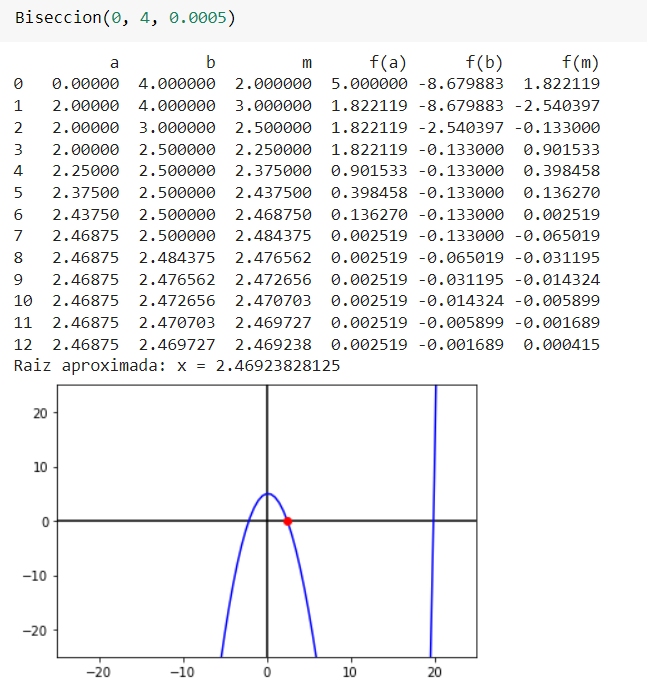 Biseccion(0, 4, 0.0005)
a b m f(a) f(b) f(m)
0 0.00000 4.000000 2.000000 5.000000 -8.679883 1.822119
1 2.00000 4.000000 3.000000 1.822119 -8.679883 -2.540397
2 2.00000 3.000000 2.500000 1.822119 -2.540397 -0.133000
3 2.00000 2.500000 2.250000 1.822119 -0.133000 0.901533
4 2.25000 2.500000 2.375000 0.901533 -0.133000 0.398458
5 2.37500 2.500000 2.437500 0.398458 -0.133000 0.136270
6 2.43750 2.500000 2.468750 0.136270 -0.133000 0.002519
7 2.46875 2.500000 2.484375 0.002519 -0.133000 -0.065019
8 2.46875 2.484375 2.476562 0.002519 -0.065019 -0.031195
9 2.46875 2.476562 2.472656 0.002519 -0.031195 -0.014324
10 2.46875 2.472656 2.470703 0.002519 -0.014324 -0.005899
11 2.46875 2.470703 2.469727 0.002519 -0.005899 -0.001689
12 2.46875 2.469727 2.469238 0.002519 -0.001689 0.000415
Raiz aproximada: x = 2.46923828125
20
10
0
−10
−20
−20 −10 0 10 20